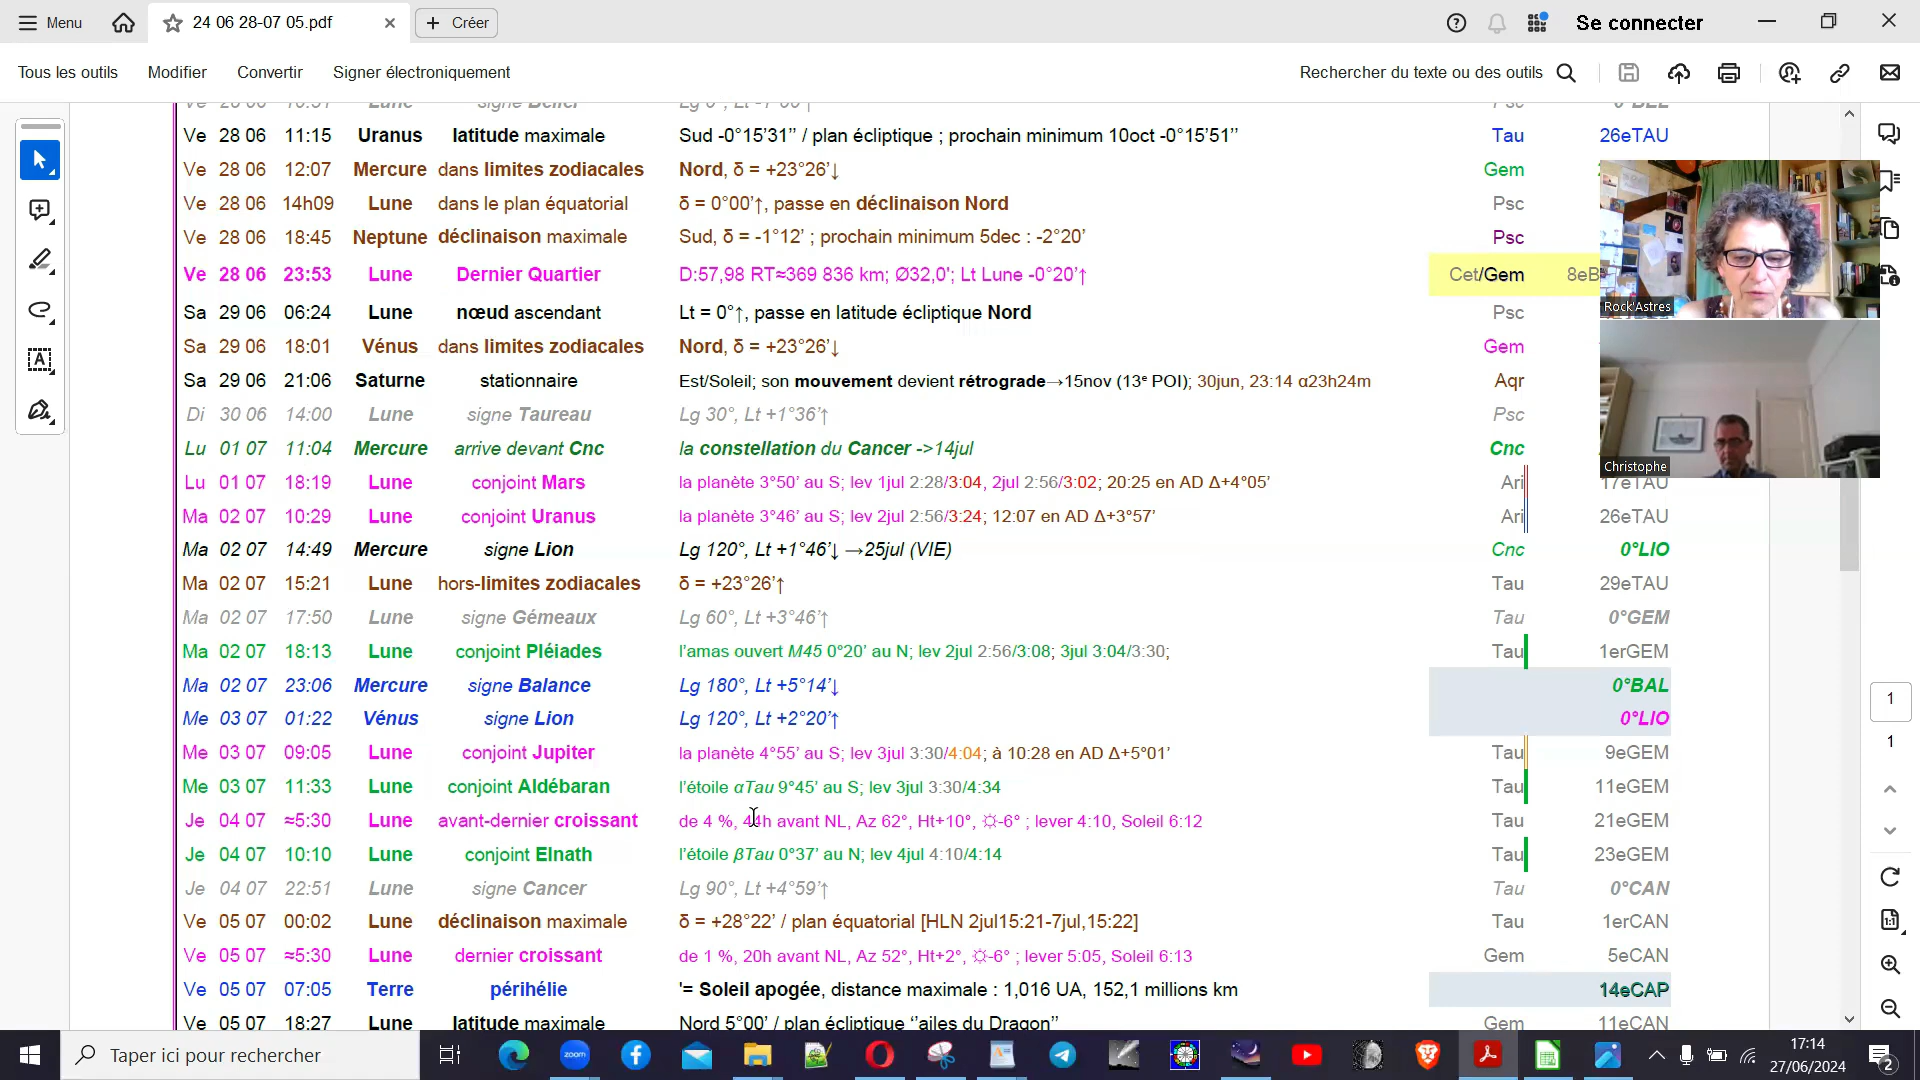 Menu
24 06 28-07 05.pdf
Créer
Se connecter
Tous les outils Modifier Convertir Signer électroniquement
Rechercher du texte ou des outils
Ve 28 06 11:15 Uranus latitude maximale Sud -0°15'31’’ / plan écliptique ; prochain minimum 10oct -0°15'51’’ Tau 26eTAU
Ve 28 06 12:07 Mercure dans limites zodiacales Nord, δ = +23°26’↓ Gem
Ve 28 06 14h09 Lune dans le plan équatorial δ = 0°00’↑, passe en déclinaison Nord Psc
Ve 28 06 18:45 Neptune déclinaison maximale Sud, δ = -1°12’ ; prochain minimum 5dec : -2°20’ Psc
Ve 28 06 23:53 Lune Dernier Quartier D:57,98 RT≈369 836 km; Ø32,0'; Lt Lune -0°20’↑ Cet/Gem 8eB
Rock'Astres
Sa 29 06 06:24 Lune nœud ascendant Lt = 0°↑, passe en latitude écliptique Nord Psc
Sa 29 06 18:01 Vénus dans limites zodiacales Nord, δ = +23°26’↓ Gem
Sa 29 06 21:06 Saturne stationnaire Est/Soleil; son mouvement devient rétrograde→15nov (13ᵉ POI); 30jun, 23:14 α23h24m Aqr
Di 30 06 14:00 Lune signe Taureau Lg 30°, Lt +1°36’↑ Psc
Lu 01 07 11:04 Mercure arrive devant Cnc la constellation du Cancer ->14jul Cnc
Christophe
Lu 01 07 18:19 Lune conjoint Mars la planète 3°50’ au S; lev 1jul 2:28/3:04, 2jul 2:56/3:02; 20:25 en AD Δ+4°05’ Ari 17eTAU
Ma 02 07 10:29 Lune conjoint Uranus la planète 3°46’ au S; lev 2jul 2:56/3:24; 12:07 en AD Δ+3°57’ Ari 26eTAU
Ma 02 07 14:49 Mercure signe Lion Lg 120°, Lt +1°46’↓ →25jul (VIE) Cnc 0°LIO
Ma 02 07 15:21 Lune hors-limites zodiacales δ = +23°26’↑ Tau 29eTAU
Ma 02 07 17:50 Lune signe Gémeaux Lg 60°, Lt +3°46’↑ Tau 0°GEM
Ma 02 07 18:13 Lune conjoint Pléiades l’amas ouvert M45 0°20’ au N; lev 2jul 2:56/3:08; 3jul 3:04/3:30; Tau 1erGEM
Ma 02 07 23:06 Mercure signe Balance Lg 180°, Lt +5°14’↓ 0°BAL
Me 03 07 01:22 Vénus signe Lion Lg 120°, Lt +2°20’↑ 0°LIO
Me 03 07 09:05 Lune conjoint Jupiter la planète 4°55’ au S; lev 3jul 3:30/4:04; à 10:28 en AD Δ+5°01’ Tau 9eGEM
Me 03 07 11:33 Lune conjoint Aldébaran l’étoile αTau 9°45’ au S; lev 3jul 3:30/4:34 Tau 11eGEM
Je 04 07 ≈5:30 Lune avant-dernier croissant de 4 %, 44h avant NL, Az 62°, Ht+10°, ☼-6° ; lever 4:10, Soleil 6:12 Tau 21eGEM
Je 04 07 10:10 Lune conjoint Elnath l’étoile βTau 0°37’ au N; lev 4jul 4:10/4:14 Tau 23eGEM
Je 04 07 22:51 Lune signe Cancer Lg 90°, Lt +4°59’↑ Tau 0°CAN
Ve 05 07 00:02 Lune déclinaison maximale δ = +28°22’ / plan équatorial [HLN 2jul15:21-7jul,15:22] Tau 1erCAN
Ve 05 07 ≈5:30 Lune dernier croissant de 1 %, 20h avant NL, Az 52°, Ht+2°, ☼-6° ; lever 5:05, Soleil 6:13 Gem 5eCAN
Ve 05 07 07:05 Terre périhélie '= Soleil apogée, distance maximale : 1,016 UA, 152,1 millions km 14eCAP
Ve 05 07 18:27 Lune latitude maximale Nord 5°00’ / plan écliptique ‘’ailes du Dragon’’ Gem 11eCAN
1
1
Taper ici pour rechercher
zoom
17:14
27/06/2024
2